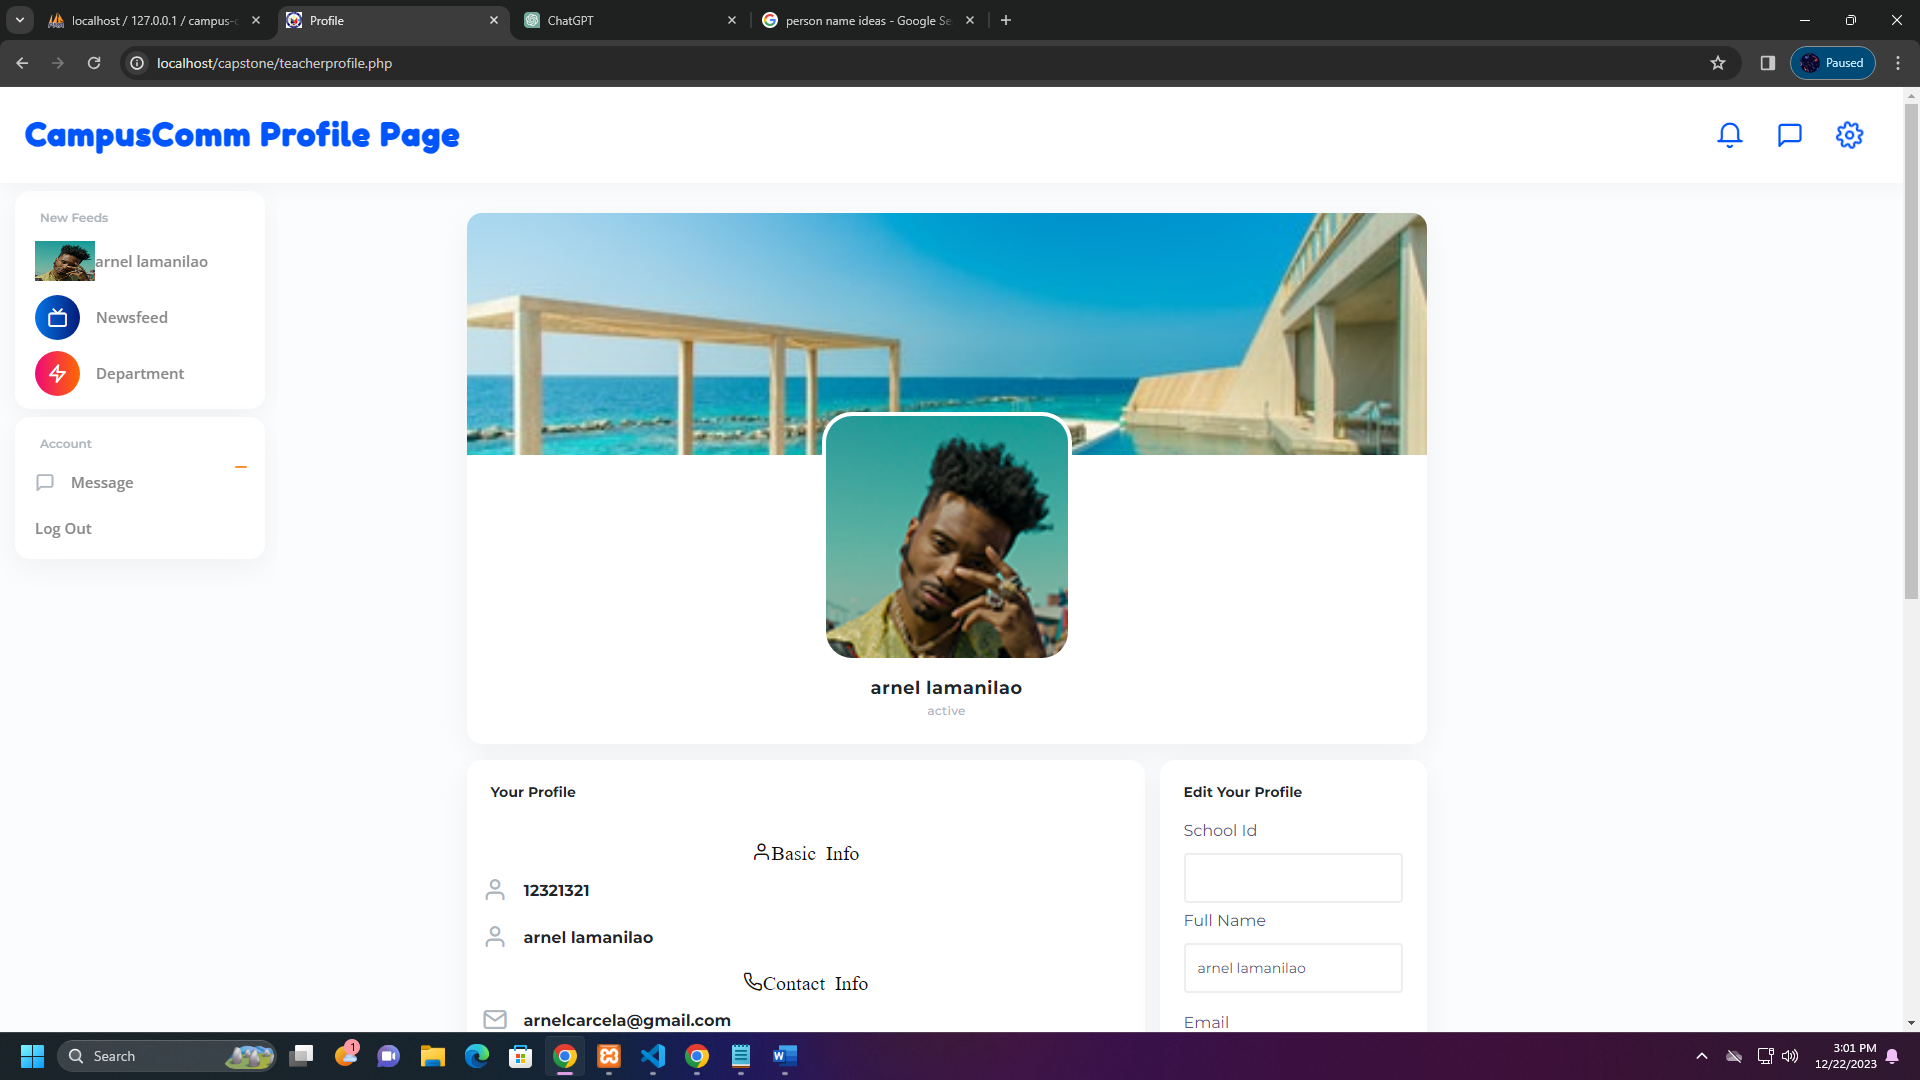 localhost / 127.0.0.1 / campus-c
Profile
ChatGPT
person name ideas - Google Se
localhost/capstone/teacherprofile.php
Paused
CampusComm Profile Page
New Feeds
arnel lamanilao
Newsfeed
Department
Account
Message
Log Out
arnel lamanilao
active
Your Profile
Basic Info
12321321
arnel lamanilao
Contact Info
arnelcarcela@gmail.com
Edit Your Profile
School Id
Full Name
arnel lamanilao
Email
Search
1
3:01 PM
12/22/2023